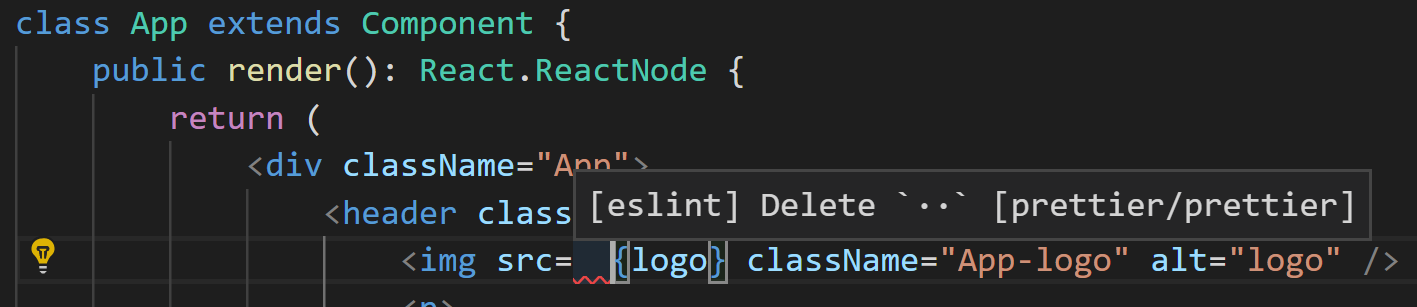 class App extends Component {
public render(): React.ReactNode {
return (
<div className="App">
[eslint] Delete `··` [prettier/prettier]
<header class
<img src=  {logo} className="App-logo" alt="logo" />